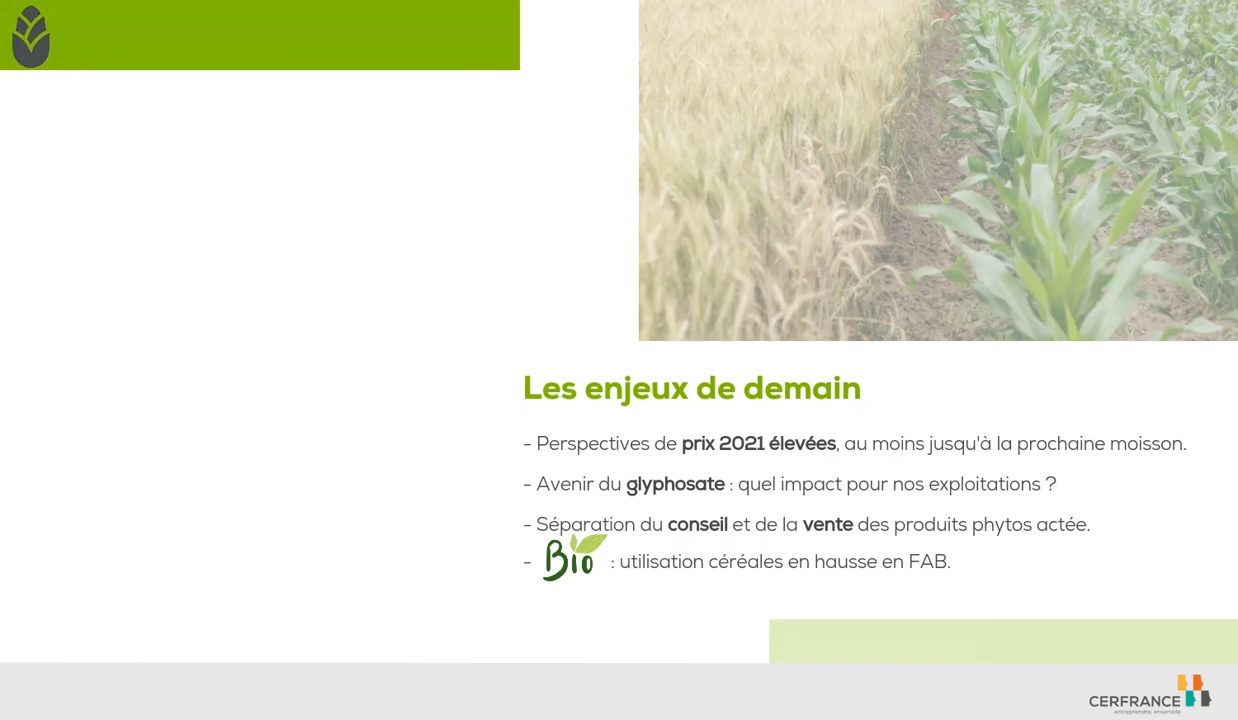 Les enjeux de demain
- Perspectives de prix 2021 élevées, au moins jusqu'à la prochaine moisson.
- Avenir du glyphosate : quel impact pour nos exploitations ?
- Séparation du conseil et de la vente des produits phytos actée.
- Bio : utilisation céréales en hausse en FAB.
CERFRANCE
entreprendre, ensemble